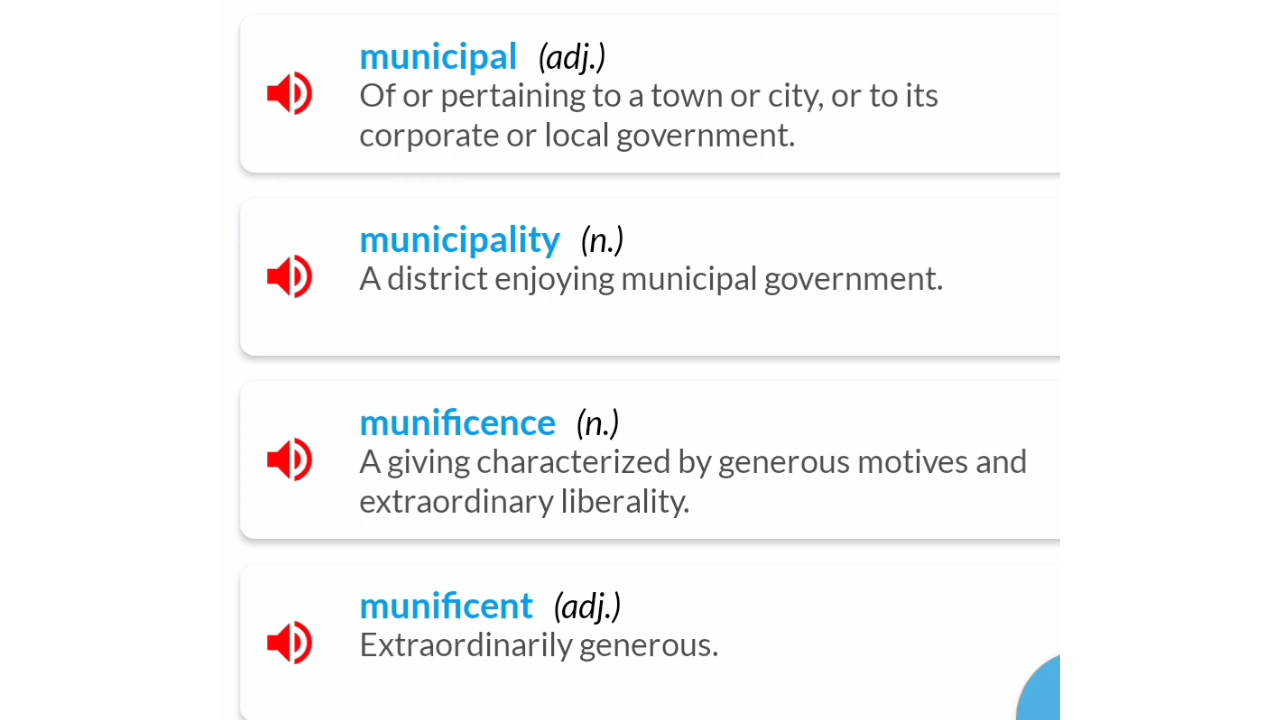 municipal (adj.)
Of or pertaining to a town or city, or to its
corporate or local government.
municipality (n.)
A district enjoying municipal government.
munificence (n.)
A giving characterized by generous motives and
extraordinary liberality.
munificent (adj.)
Extraordinarily generous.